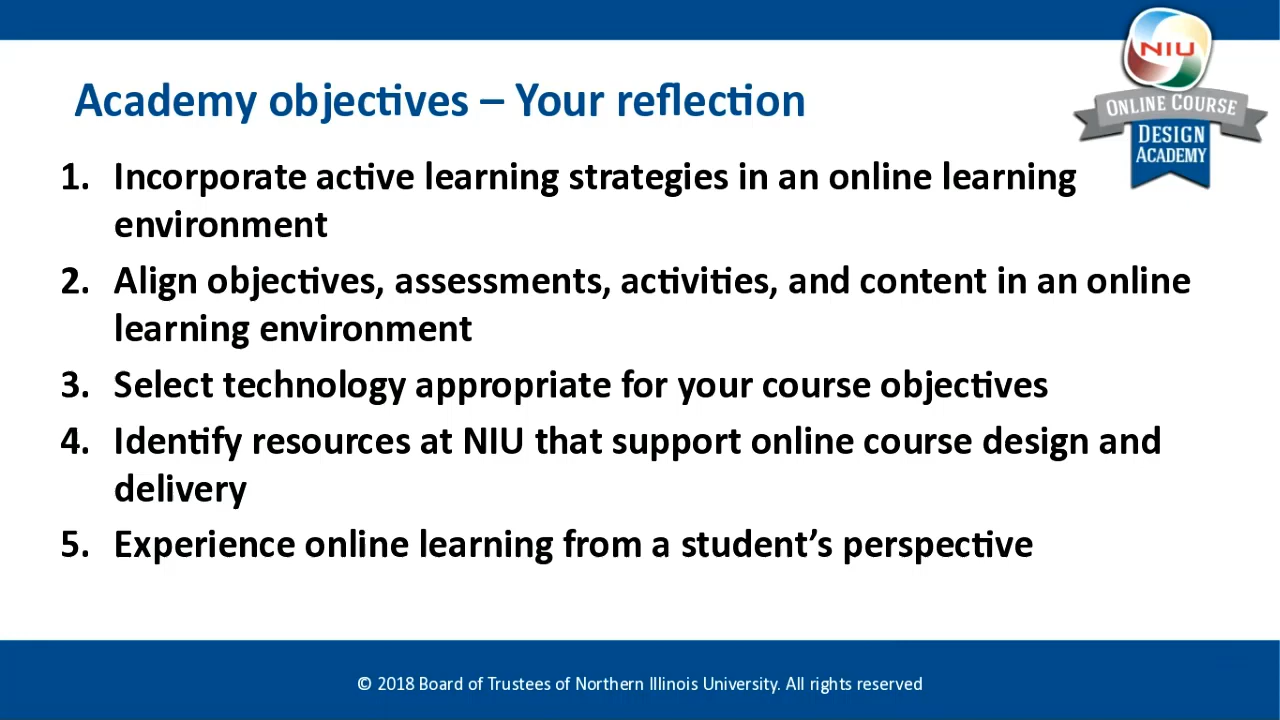 Academy objectives – Your reflection
NIU
ONLINE COURSE
DESIGN
ACADEMY
1. Incorporate active learning strategies in an online learning
environment
2. Align objectives, assessments, activities, and content in an online
learning environment
3. Select technology appropriate for your course objectives
4. Identify resources at NIU that support online course design and
delivery
5. Experience online learning from a student’s perspective
© 2018 Board of Trustees of Northern Illinois University. All rights reserved